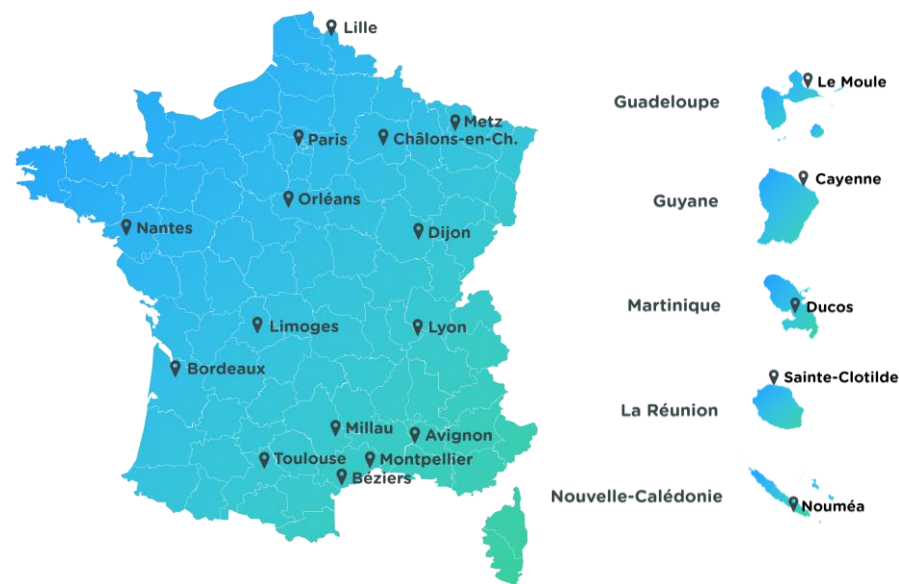 Lille
Metz
Paris
Châlons-en-Ch.
Orléans
Nantes
Dijon
Limoges
Lyon
Bordeaux
Millau
Avignon
Toulouse
Montpellier
Béziers
Guadeloupe
Le Moule
Guyane
Cayenne
Martinique
Ducos
La Réunion
Sainte-Clotilde
Nouvelle-Calédonie
Nouméa